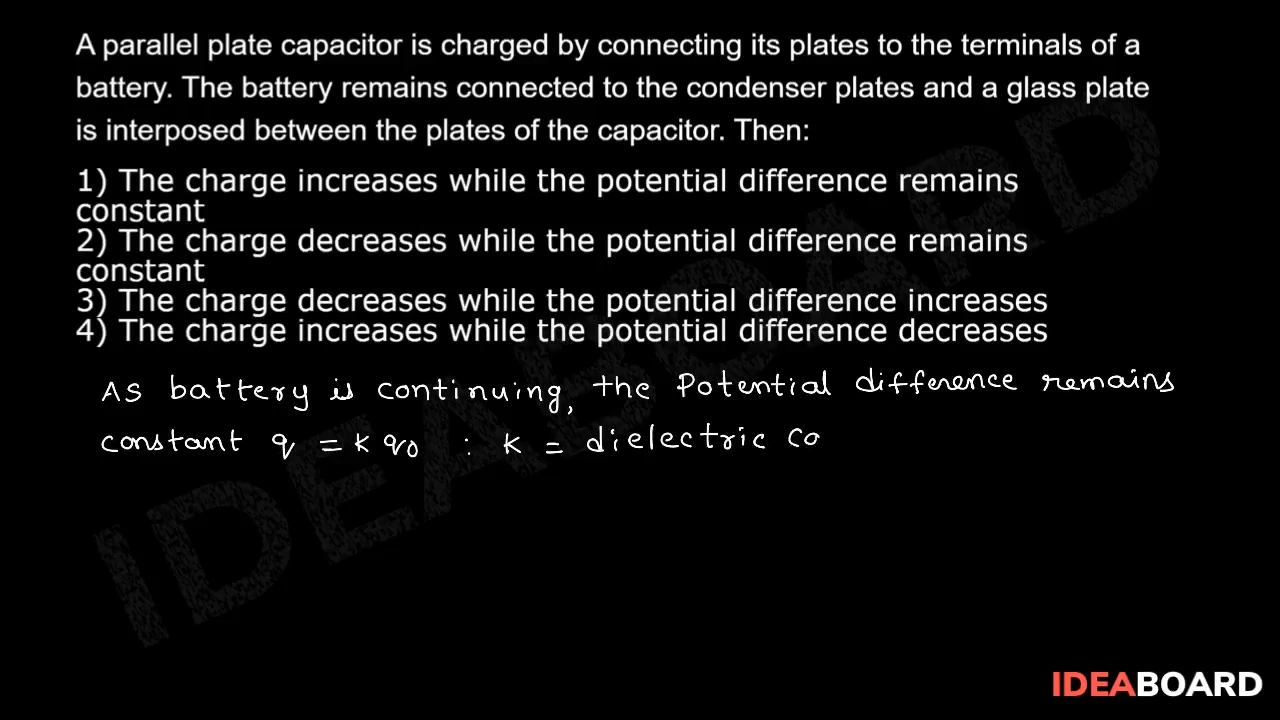 A parallel plate capacitor is charged by connecting its plates to the terminals of a
battery. The battery remains connected to the condenser plates and a glass plate
is interposed between the plates of the capacitor. Then:
1) The charge increases while the potential difference remains
constant
2) The charge decreases while the potential difference remains
constant
3) The charge decreases while the potential difference increases
4) The charge increases while the potential difference decreases
As battery is continuing, the Potential difference remains
constant q = k q₀ : k = dielectric co
IDEABOARD
IDEABOARD